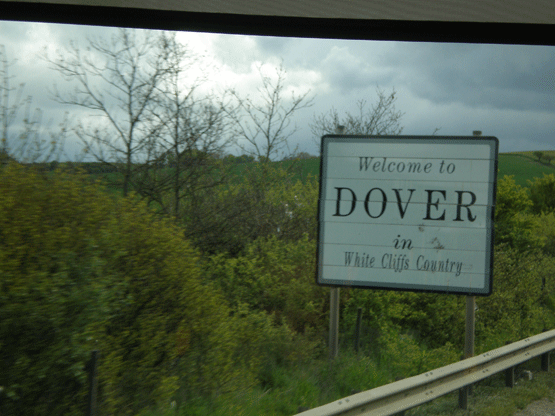 Welcome to
DOVER
in
White Cliffs Country